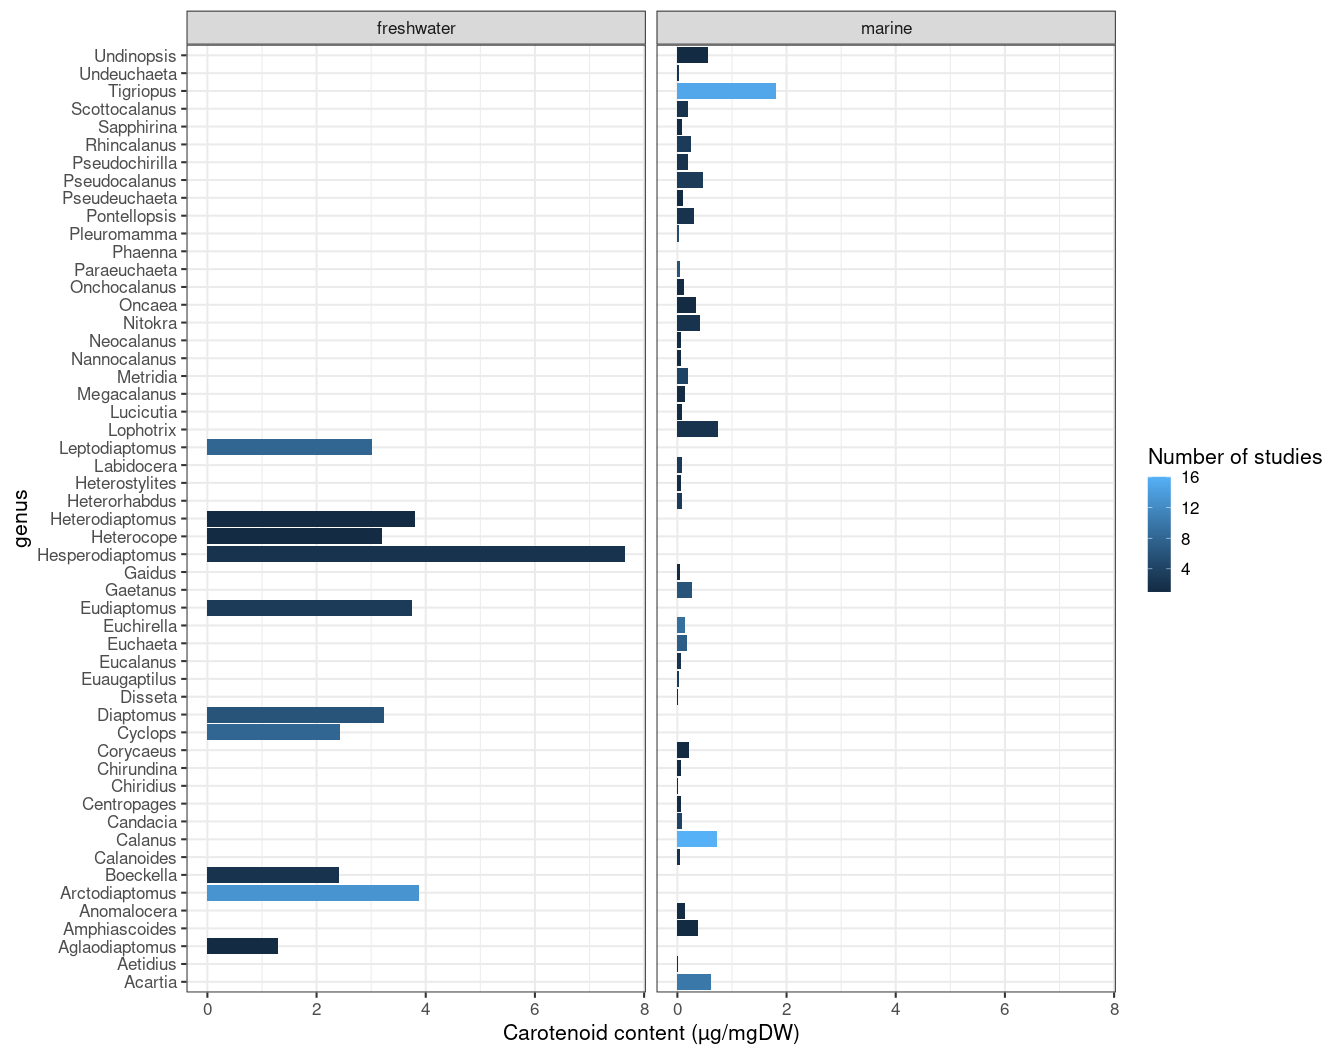 freshwater
marine
Undinopsis
Undeuchaeta
Tigriopus
Scottocalanus
Sapphirina
Rhincalanus
Pseudochirilla
Pseudocalanus
Pseudeuchaeta
Pontellopsis
Pleuromamma
Phaenna
Paraeuchaeta
Onchocalanus
Oncaea
Nitokra
Neocalanus
Nannocalanus
Metridia
Megacalanus
Lucicutia
Lophotrix
Leptodiaptomus
Labidocera
Heterostylites
Heterorhabdus
Heterodiaptomus
Heterocope
Hesperodiaptomus
Gaidus
Gaetanus
Eudiaptomus
Euchirella
Euchaeta
Eucalanus
Euaugaptilus
Disseta
Diaptomus
Cyclops
Corycaeus
Chirundina
Chiridius
Centropages
Candacia
Calanus
Calanoides
Boeckella
Arctodiaptomus
Anomalocera
Amphiascoides
Aglaodiaptomus
Aetidius
Acartia
genus
0 2 4 6 8
0 2 4 6 8
Carotenoid content (µg/mgDW)
Number of studies
16
12
8
4